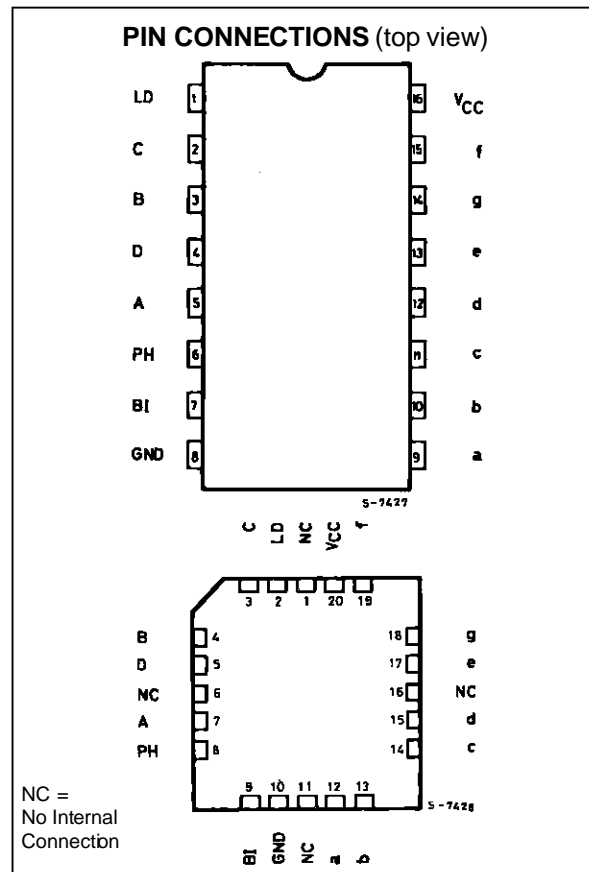 PIN CONNECTIONS (top view)
LD 1 16 VCC
C 2 15 f
B 3 14 g
D 4 13 e
A 5 12 d
PH 6 11 c
BI 7 10 b
GND 8 9 a
S-7427
C LD NC VCC f
3 2 1 20 19
B 4 18 g
D 5 17 e
NC 6 16 NC
A 7 15 d
PH 8 14 c
9 10 11 12 13
S-7428
BI GND NC a b
NC =
No Internal
Connection